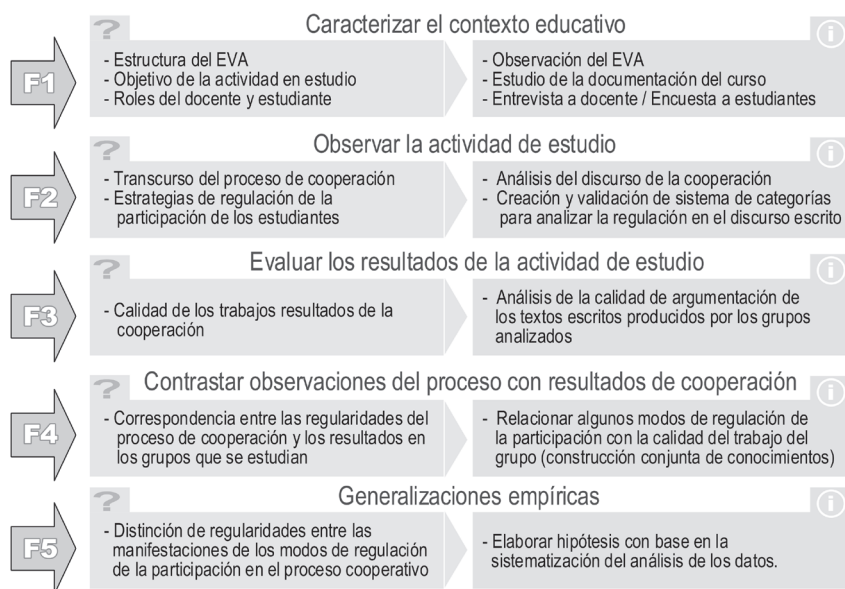 Caracterizar el contexto educativo
?
i
F1
- Estructura del EVA
- Objetivo de la actividad en estudio
- Roles del docente y estudiante
- Observación del EVA
- Estudio de la documentación del curso
- Entrevista a docente / Encuesta a estudiantes
Observar la actividad de estudio
?
i
F2
- Transcurso del proceso de cooperación
- Estrategias de regulación de la
participación de los estudiantes
- Análisis del discurso de la cooperación
- Creación y validación de sistema de categorías
para analizar la regulación en el discurso escrito
Evaluar los resultados de la actividad de estudio
?
i
F3
- Calidad de los trabajos resultados de la
cooperación
- Análisis de la calidad de argumentación de
los textos escritos producidos por los grupos
analizados
Contrastar observaciones del proceso con resultados de cooperación
?
i
F4
- Correspondencia entre las regularidades del
proceso de cooperación y los resultados en
los grupos que se estudian
- Relacionar algunos modos de regulación de
la participación con la calidad del trabajo del
grupo (construcción conjunta de conocimientos)
Generalizaciones empíricas
?
i
F5
- Distinción de regularidades entre las
manifestaciones de los modos de regulación
de la participación en el proceso cooperativo
- Elaborar hipótesis con base en la
sistematización del análisis de los datos.